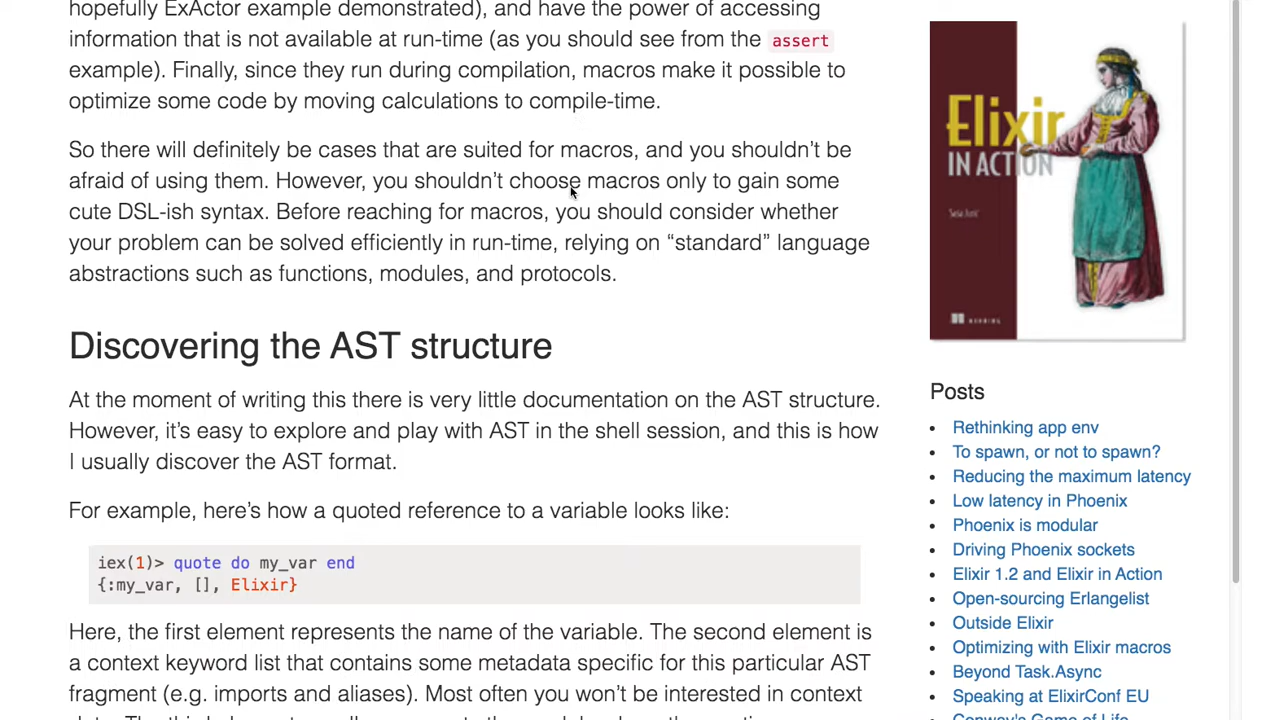 hopefully ExActor example demonstrated), and have the power of accessing
information that is not available at run-time (as you should see from the assert
example). Finally, since they run during compilation, macros make it possible to
optimize some code by moving calculations to compile-time.
So there will definitely be cases that are suited for macros, and you shouldn’t be
afraid of using them. However, you shouldn’t choose macros only to gain some
cute DSL-ish syntax. Before reaching for macros, you should consider whether
your problem can be solved efficiently in run-time, relying on “standard” language
abstractions such as functions, modules, and protocols.
Discovering the AST structure
At the moment of writing this there is very little documentation on the AST structure.
However, it’s easy to explore and play with AST in the shell session, and this is how
I usually discover the AST format.
For example, here’s how a quoted reference to a variable looks like:
iex(1)> quote do my_var end
{:my_var, [], Elixir}
Here, the first element represents the name of the variable. The second element is
a context keyword list that contains some metadata specific for this particular AST
fragment (e.g. imports and aliases). Most often you won’t be interested in context
Elixir
IN ACTION
Saša Jurić
MANNING
Posts
Rethinking app env
To spawn, or not to spawn?
Reducing the maximum latency
Low latency in Phoenix
Phoenix is modular
Driving Phoenix sockets
Elixir 1.2 and Elixir in Action
Open-sourcing Erlangelist
Outside Elixir
Optimizing with Elixir macros
Beyond Task.Async
Speaking at ElixirConf EU
Conway's Game of Life